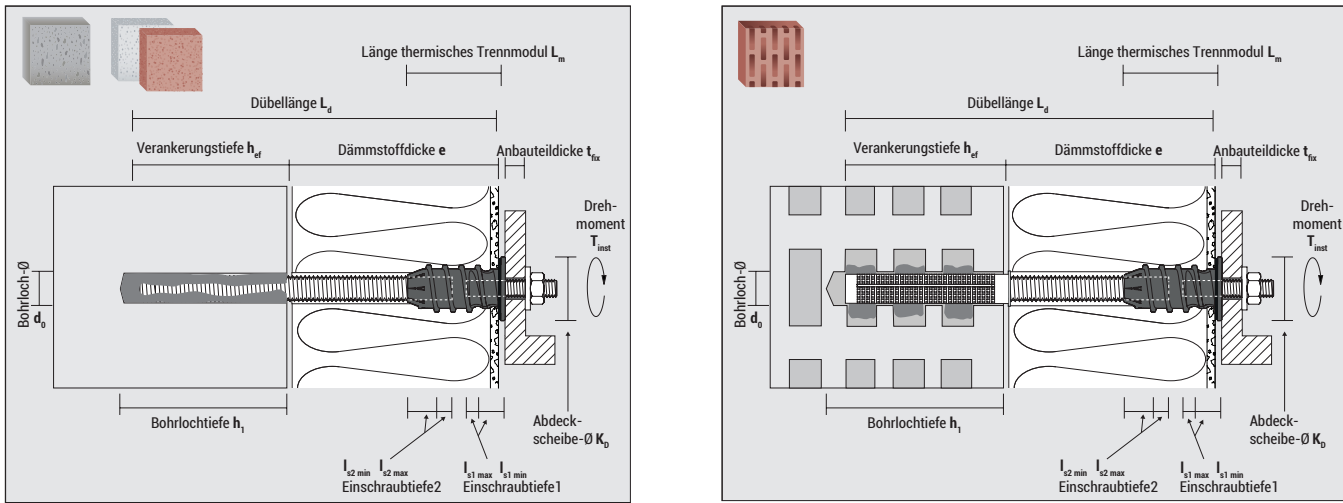 Länge thermisches Trennmodul Lm
Dübellänge Ld
Verankerungstiefe hef
Dämmstoffdicke e
Anbauteildicke tfix
Dreh-
moment
Tinst
Bohrloch-Ø
d0
Bohrlochtiefe h1
Abdeck-
scheibe-Ø KD
ls2 min ls2 max
Einschraubtiefe2
ls1 max ls1 min
Einschraubtiefe1
Länge thermisches Trennmodul Lm
Dübellänge Ld
Verankerungstiefe hef
Dämmstoffdicke e
Anbauteildicke tfix
Dreh-
moment
Tinst
Bohrloch-Ø
d0
Bohrlochtiefe h1
Abdeck-
scheibe-Ø KD
ls2 min ls2 max
Einschraubtiefe2
ls1 max ls1 min
Einschraubtiefe1